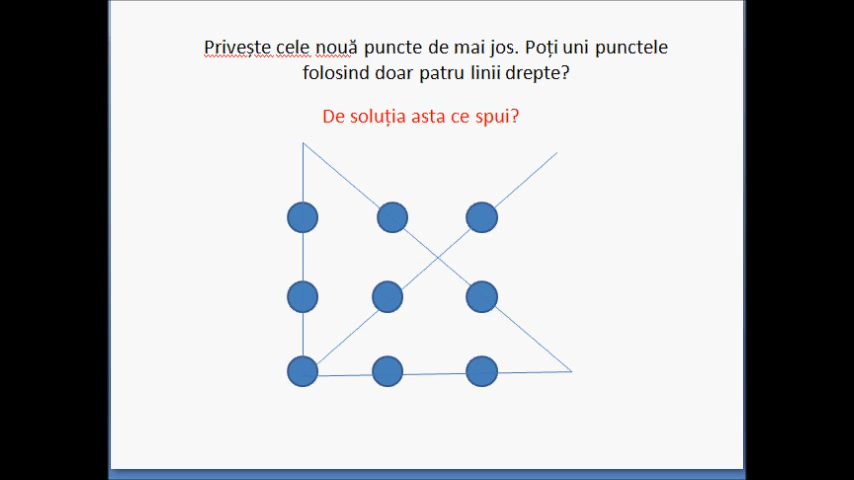 Privește cele nouă puncte de mai jos. Poți uni punctele
folosind doar patru linii drepte?
De soluția asta ce spui?